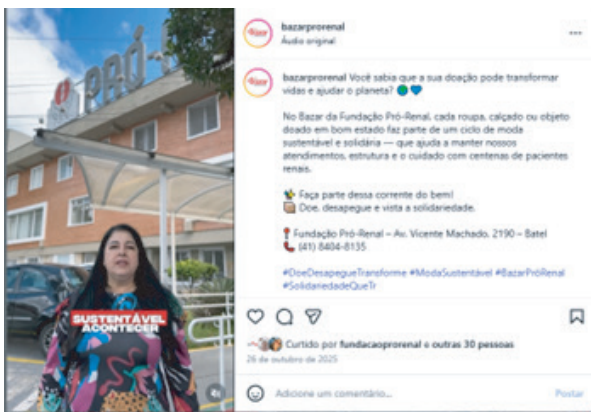 PRÓ-
SUSTENTÁVEL
ACONTECER
bazarprorenal
Áudio original
bazarprorenal Você sabia que a sua doação pode transformar
vidas e ajudar o planeta?
No Bazar da Fundação Pró-Renal, cada roupa, calçado ou objeto
doado em bom estado faz parte de um ciclo de moda
sustentável e solidária — que ajuda a manter nossos
atendimentos, estrutura e o cuidado com centenas de pacientes
renais.
Faça parte dessa corrente do bem!
Doe, desapegue e vista a solidariedade.
Fundação Pró-Renal – Av. Vicente Machado, 2190 – Batel
(41) 8404-8135
#DoeDesapegueTransforme #ModaSustentável #BazarPróRenal
#SolidariedadeQueTr
Curtido por fundacaoprorenal e outras 30 pessoas
26 de outubro de 2025
Adicione um comentário...
Postar